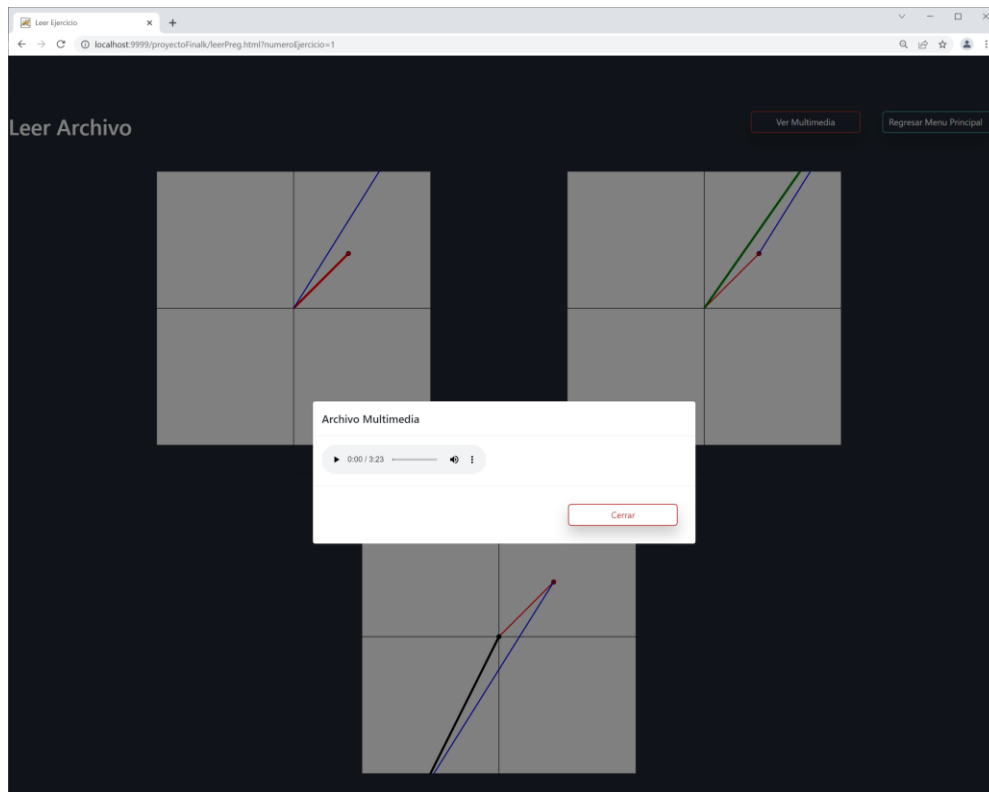 Leer Ejercicio
localhost:9999/proyectoFinalk/leerPreg.html?numeroEjercicio=1
Leer Archivo
Ver Multimedia
Regresar Menu Principal
Archivo Multimedia
0:00 / 3:23
Cerrar